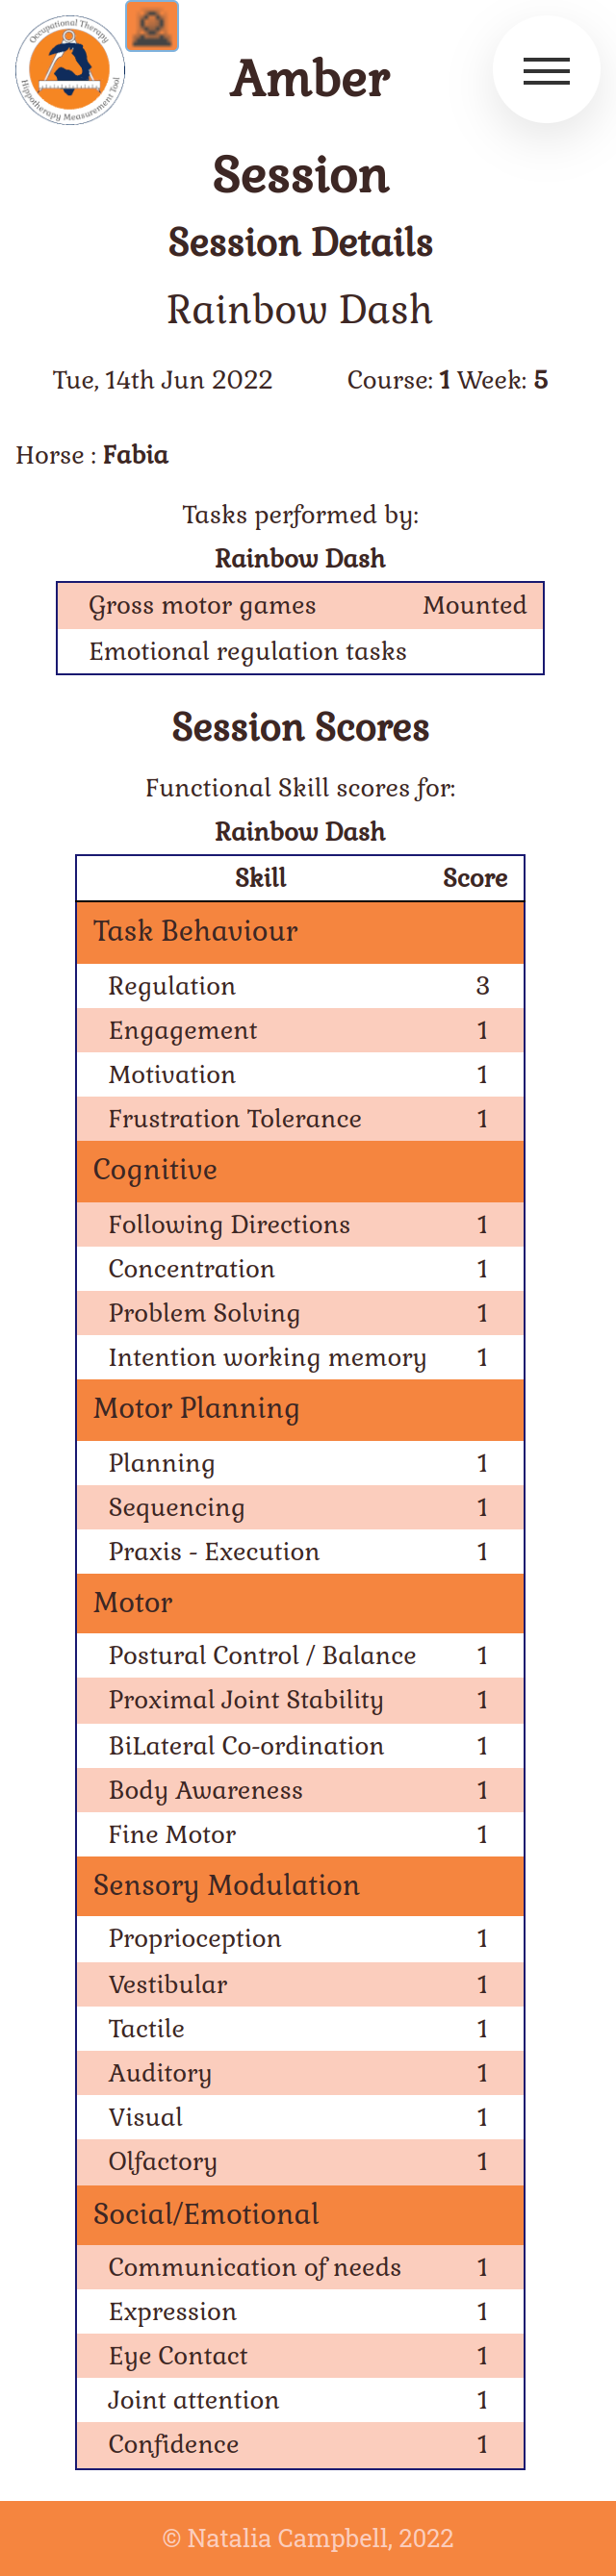 Occupational Therapy
Hippotherapy Measurement Tool
Amber
Session
Session Details
Rainbow Dash
Tue, 14th Jun 2022 Course: 1 Week: 5
Horse : Fabia
Tasks performed by:
Rainbow Dash
Gross motor games Mounted
Emotional regulation tasks
Session Scores
Functional Skill scores for:
Rainbow Dash
Skill Score
Task Behaviour
Regulation 3
Engagement 1
Motivation 1
Frustration Tolerance 1
Cognitive
Following Directions 1
Concentration 1
Problem Solving 1
Intention working memory 1
Motor Planning
Planning 1
Sequencing 1
Praxis - Execution 1
Motor
Postural Control / Balance 1
Proximal Joint Stability 1
BiLateral Co-ordination 1
Body Awareness 1
Fine Motor 1
Sensory Modulation
Proprioception 1
Vestibular 1
Tactile 1
Auditory 1
Visual 1
Olfactory 1
Social/Emotional
Communication of needs 1
Expression 1
Eye Contact 1
Joint attention 1
Confidence 1
© Natalia Campbell, 2022